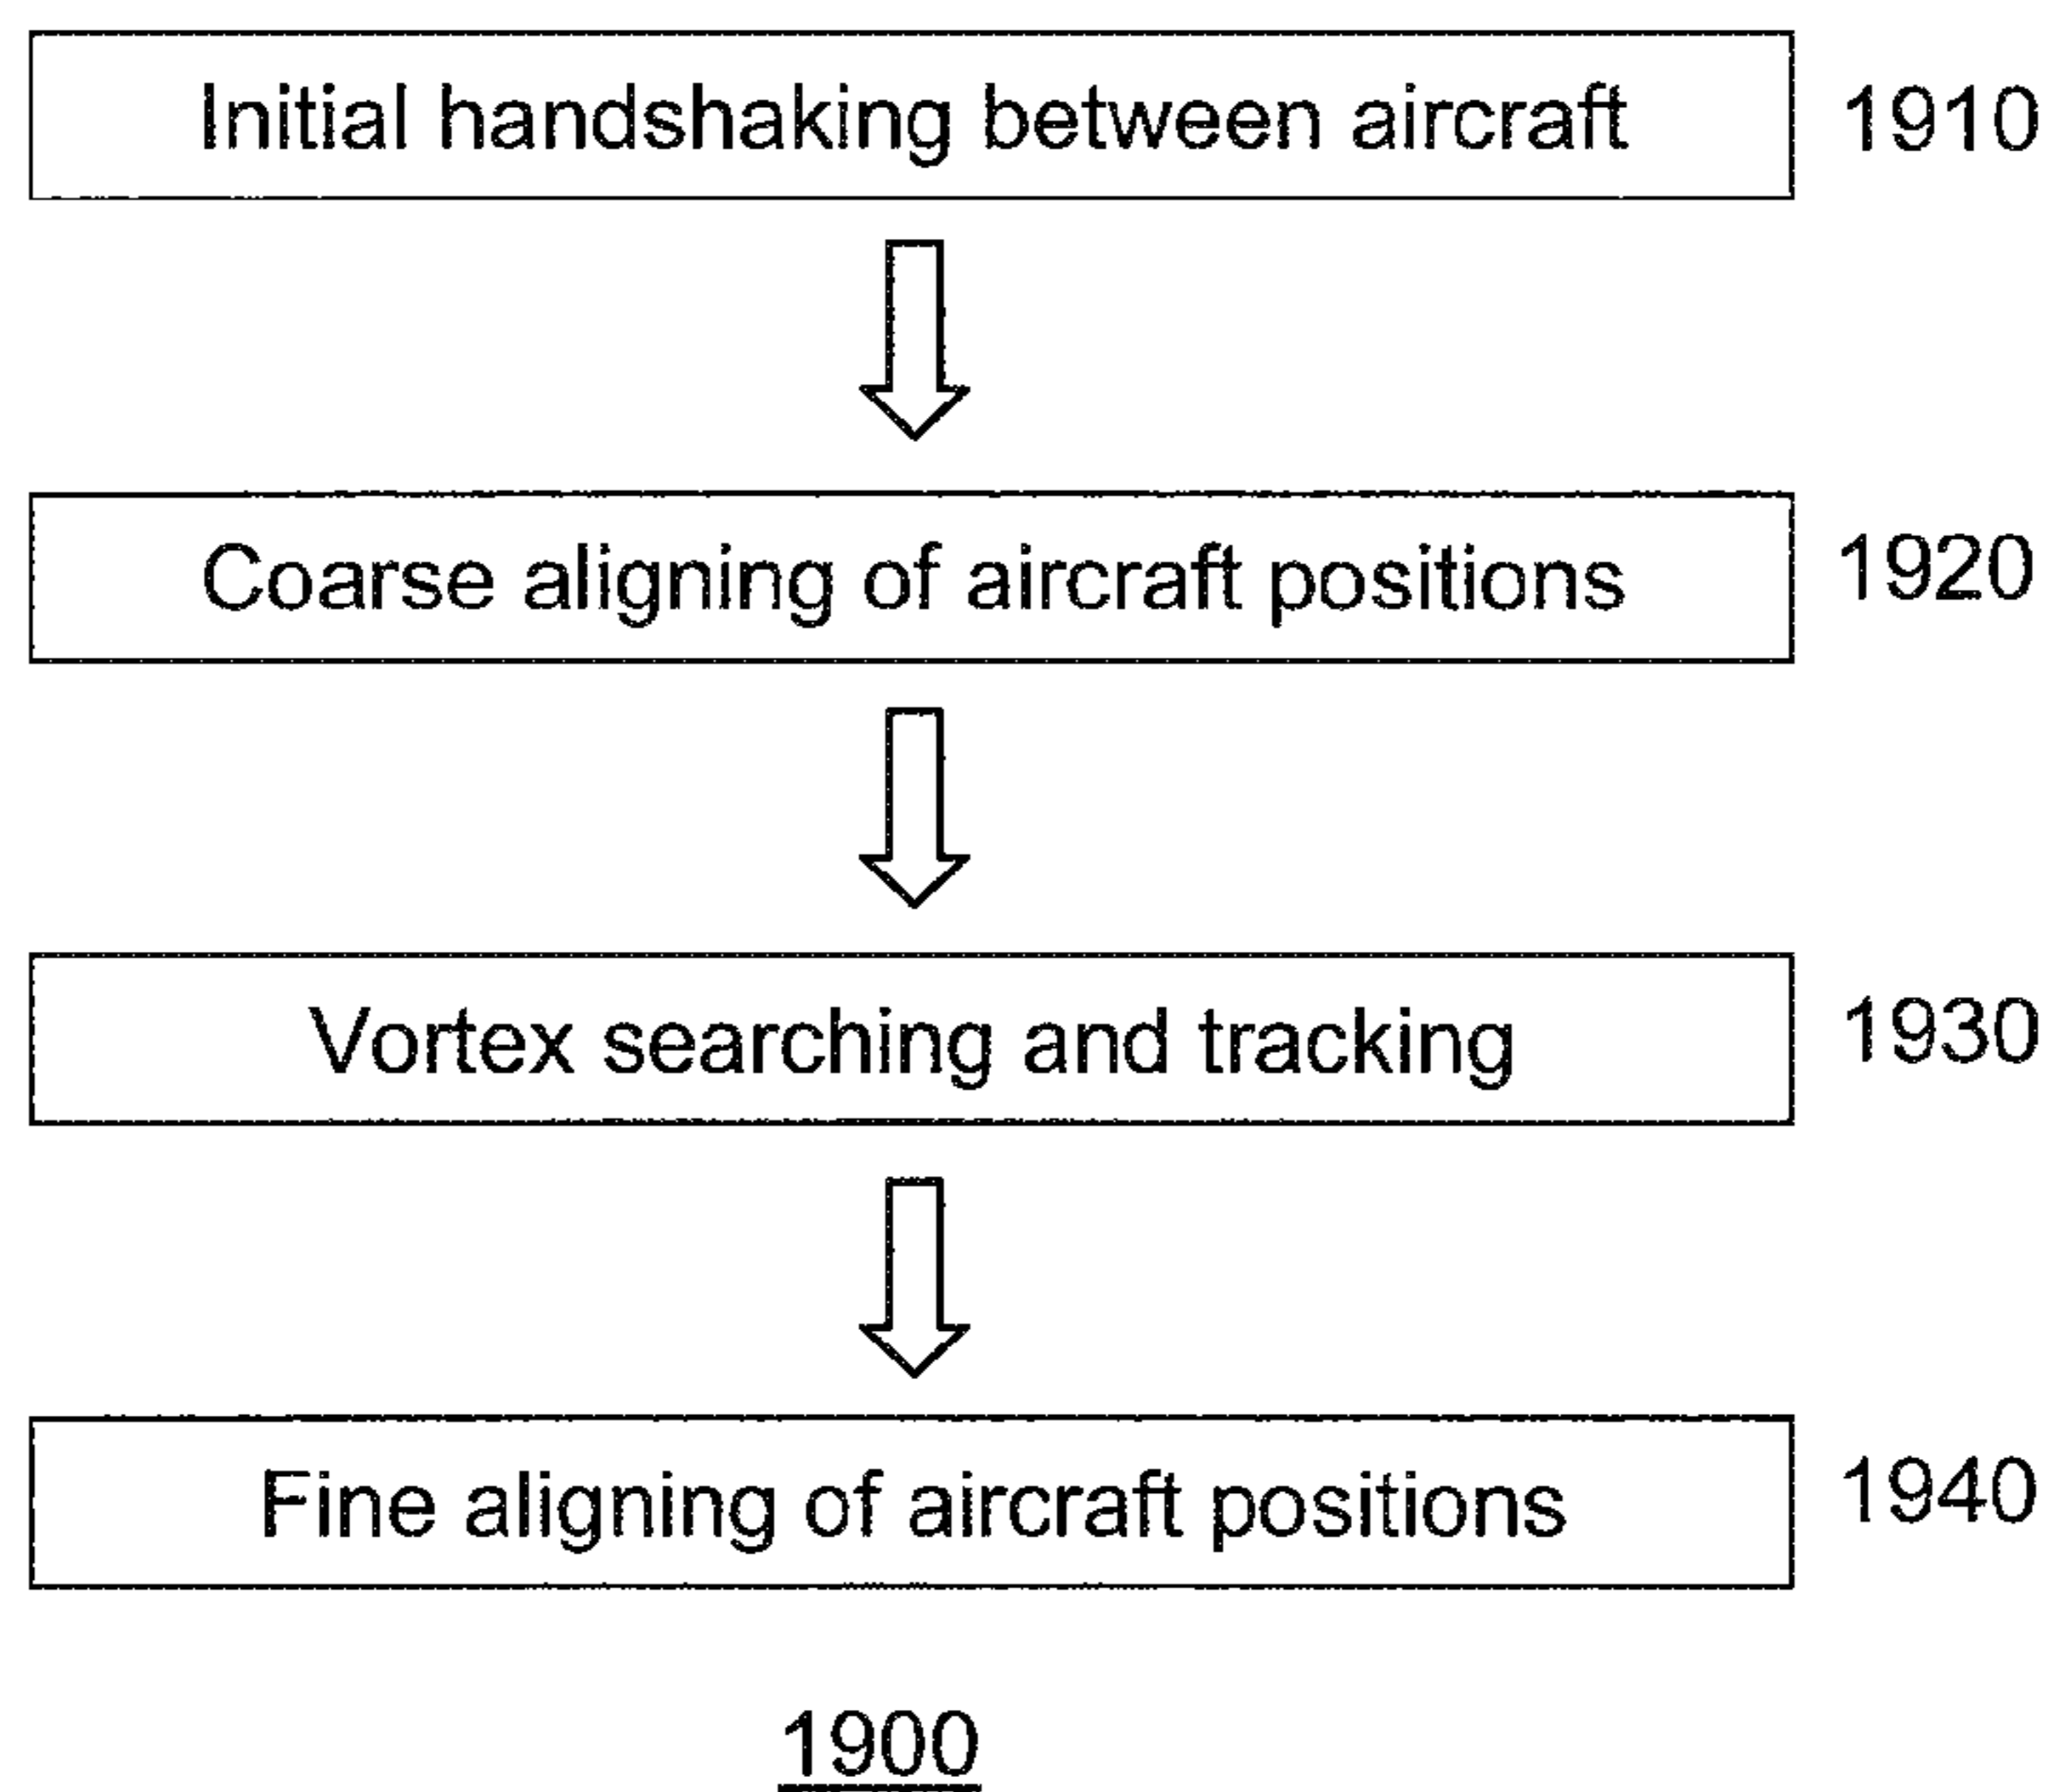 Initial handshaking between aircraft 1910
Coarse aligning of aircraft positions 1920
Vortex searching and tracking 1930
Fine aligning of aircraft positions 1940
1900